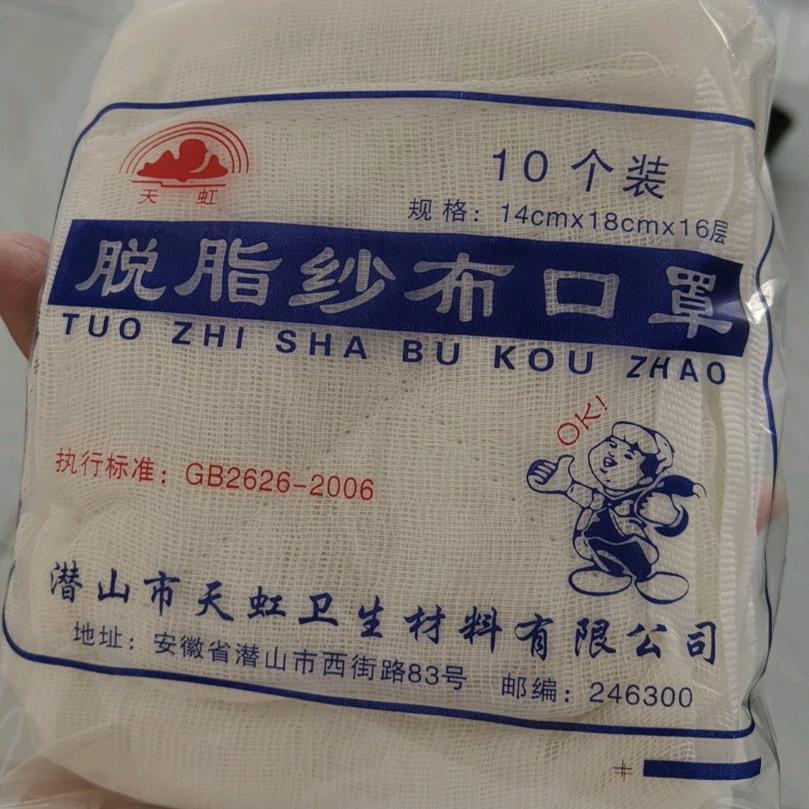 天虹
10个装
规格：14cmx18cmx16层
脱脂纱布口罩
TUO ZHI SHA BU KOU ZHAO
OK!
执行标准：GB2626-2006
潜山市天虹卫生材料有限公司
地址：安徽省潜山市西街路83号 邮编：246300